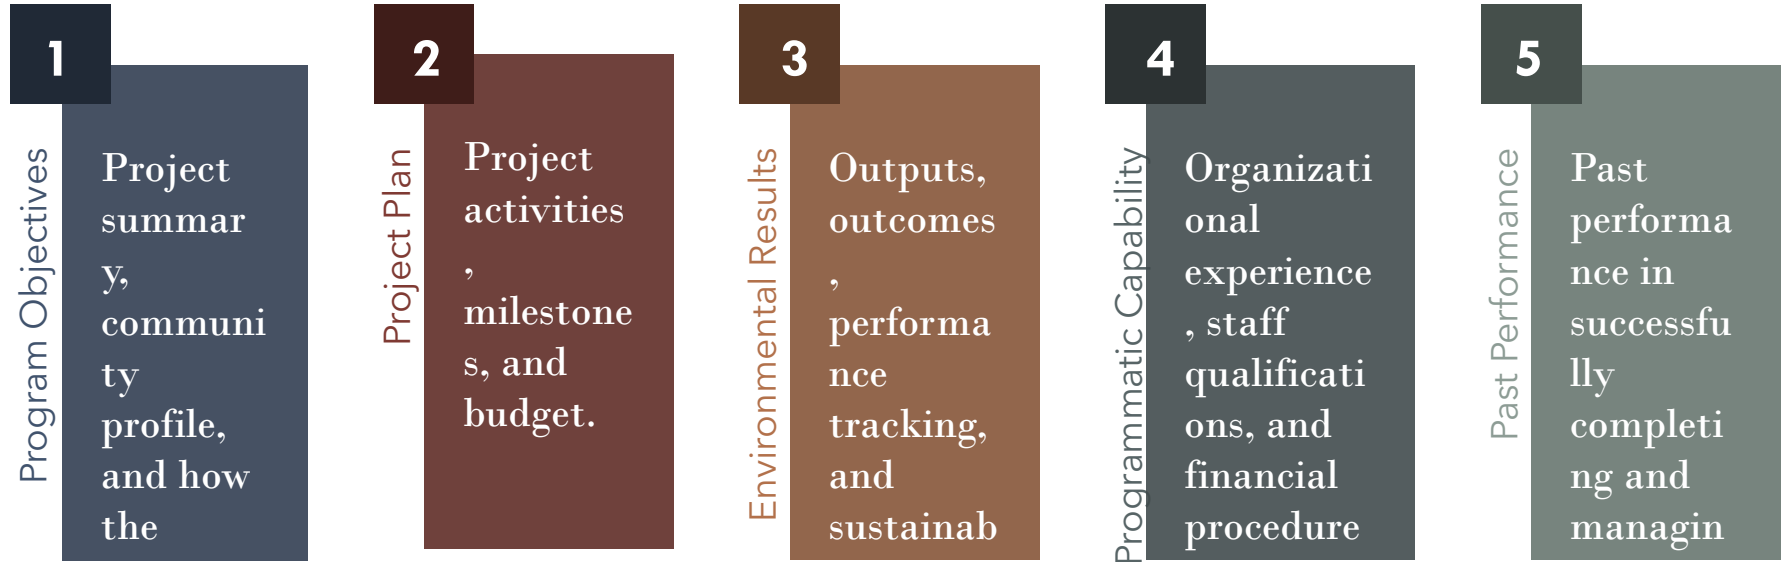 1
Program Objectives
Project
summar
y,
communi
ty
profile,
and how
the
2
Project Plan
Project
activities
,
milestone
s, and
budget.
3
Environmental Results
Outputs,
outcomes
,
performa
nce
tracking,
and
sustainab
4
Programmatic Capability
Organizati
onal
experience
, staff
qualificati
ons, and
financial
procedure
5
Past Performance
Past
performa
nce in
successfu
lly
completi
ng and
managin